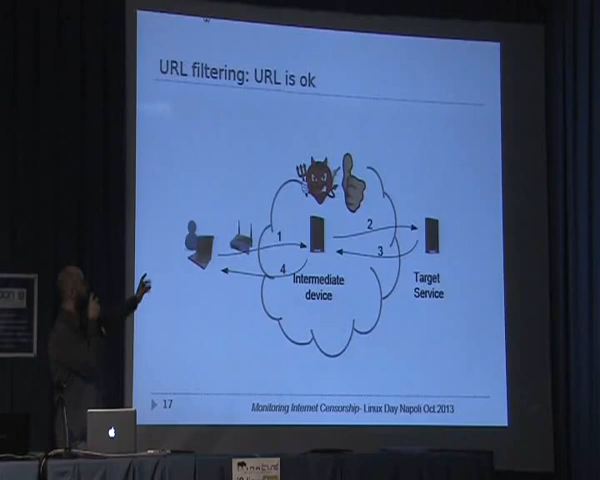 URL filtering: URL is ok
1
2
3
4
Intermediate
device
Target
Service
17
Monitoring Internet Censorship- Linux Day Napoli Oct.2013